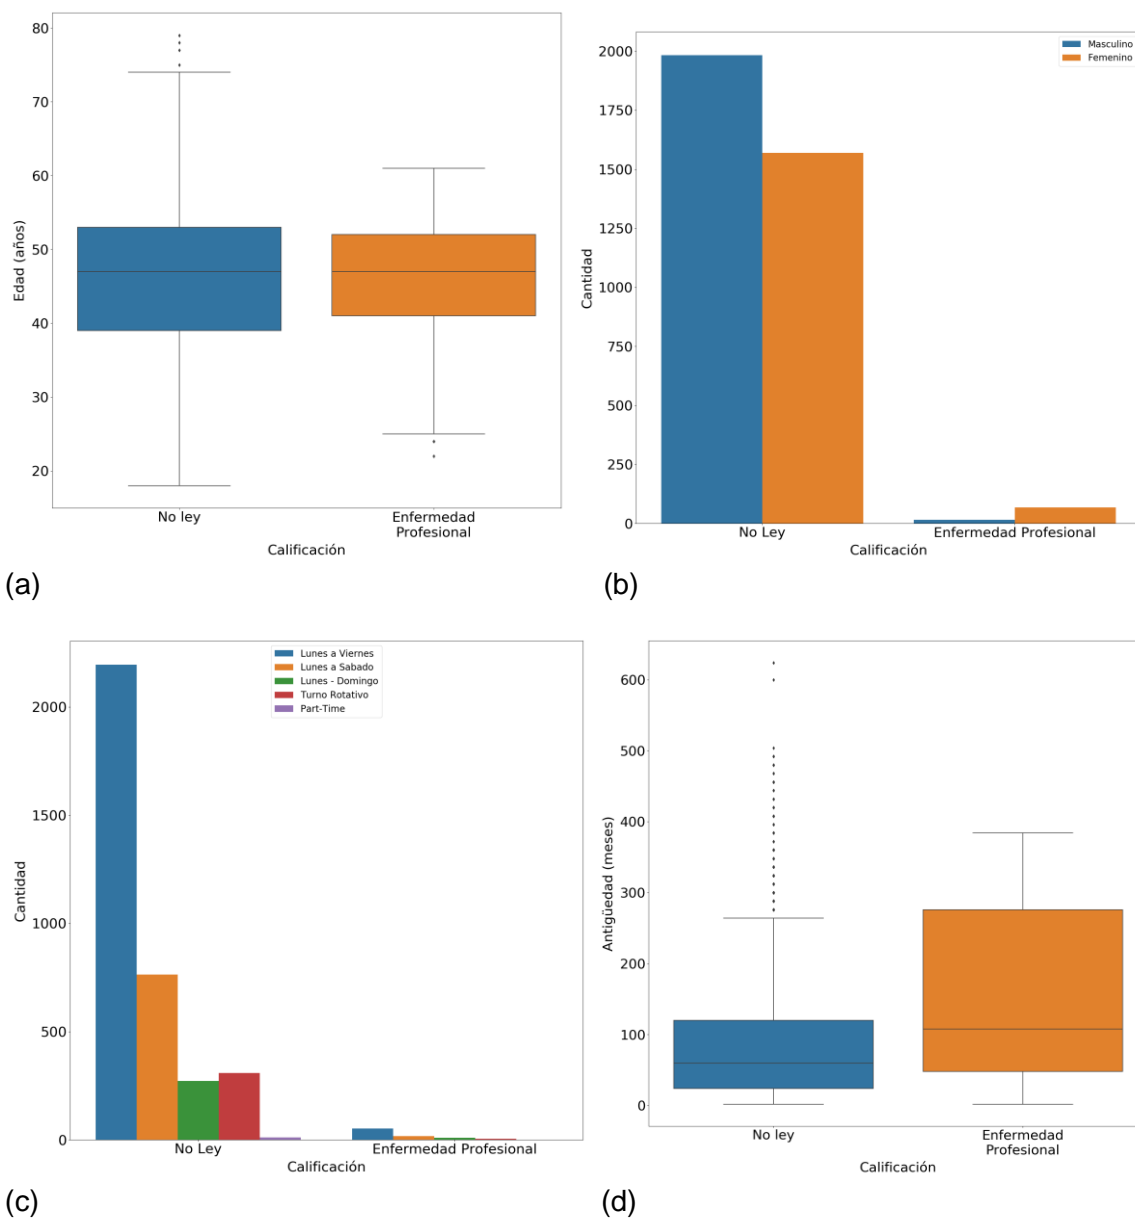 80
70
60
50
40
30
20
Edad (años)
No ley
Enfermedad
Profesional
Calificación
(a)
2000
1750
1500
1250
1000
750
500
250
0
Cantidad
Masculino
Femenino
No Ley
Enfermedad Profesional
Calificación
(b)
2000
1500
1000
500
0
Cantidad
Lunes a Viernes
Lunes a Sabado
Lunes - Domingo
Turno Rotativo
Part-Time
No Ley
Enfermedad Profesional
Calificación
(c)
600
500
400
300
200
100
0
Antigüedad (meses)
No ley
Enfermedad
Profesional
Calificación
(d)